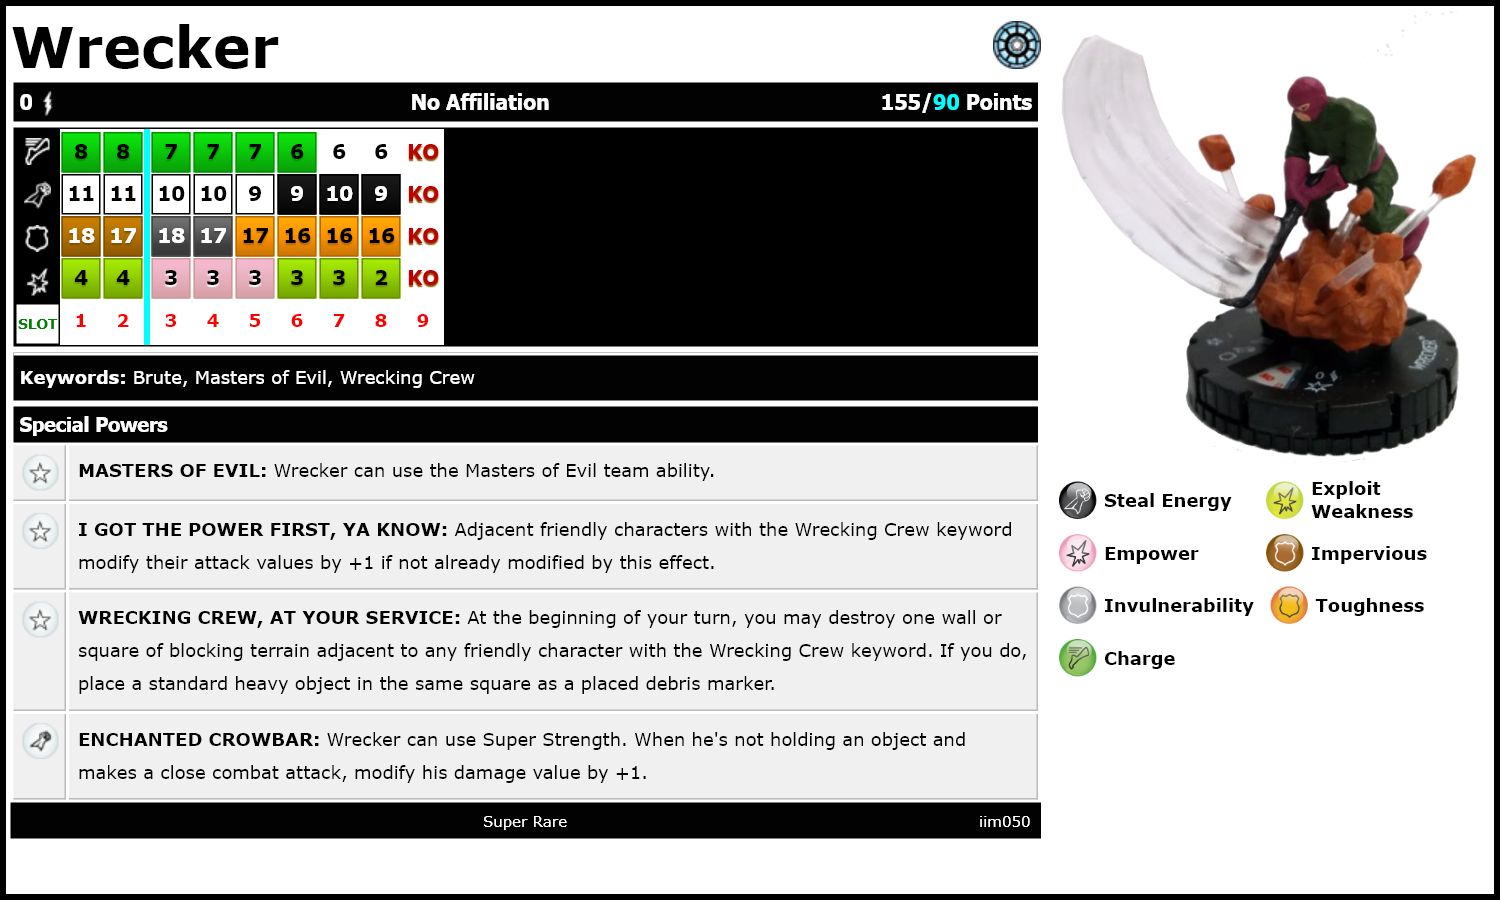 Wrecker
0 No Affiliation 155/90 Points
8 8 7 7 7 6 6 6 KO
11 11 10 10 9 9 10 9 KO
18 17 18 17 17 16 16 16 KO
4 4 3 3 3 3 3 2 KO
SLOT 1 2 3 4 5 6 7 8 9
Keywords: Brute, Masters of Evil, Wrecking Crew
Special Powers
MASTERS OF EVIL: Wrecker can use the Masters of Evil team ability.
I GOT THE POWER FIRST, YA KNOW: Adjacent friendly characters with the Wrecking Crew keyword
modify their attack values by +1 if not already modified by this effect.
WRECKING CREW, AT YOUR SERVICE: At the beginning of your turn, you may destroy one wall or
square of blocking terrain adjacent to any friendly character with the Wrecking Crew keyword. If you do,
place a standard heavy object in the same square as a placed debris marker.
ENCHANTED CROWBAR: Wrecker can use Super Strength. When he's not holding an object and
makes a close combat attack, modify his damage value by +1.
Super Rare iim050
WRECKER
KO
Steal Energy
Exploit
Weakness
Empower
Impervious
Invulnerability
Toughness
Charge